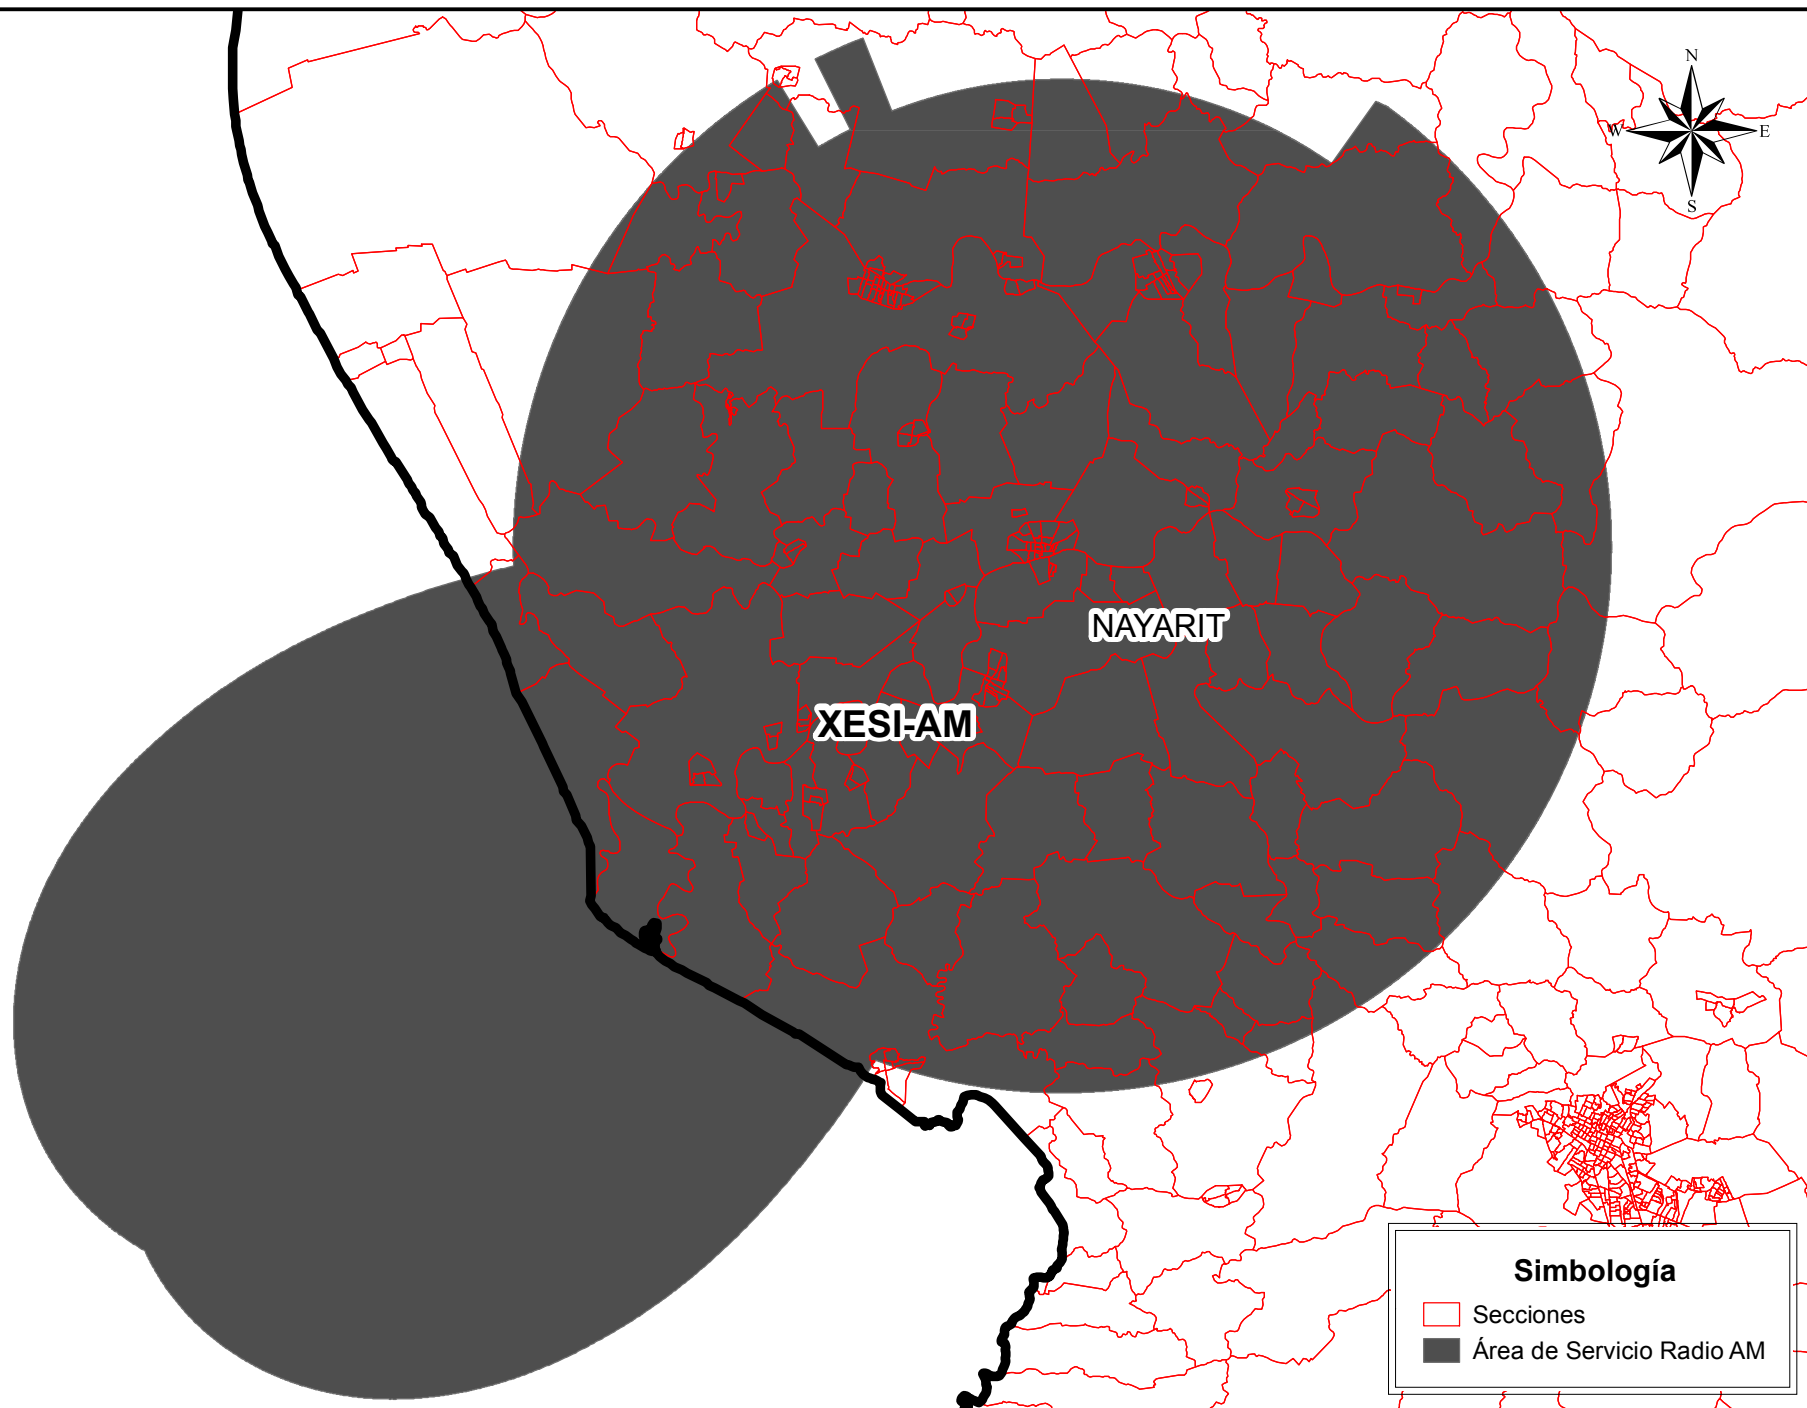 N
W
E
S
NAYARIT
XESI-AM
Simbología
Secciones
Área de Servicio Radio AM